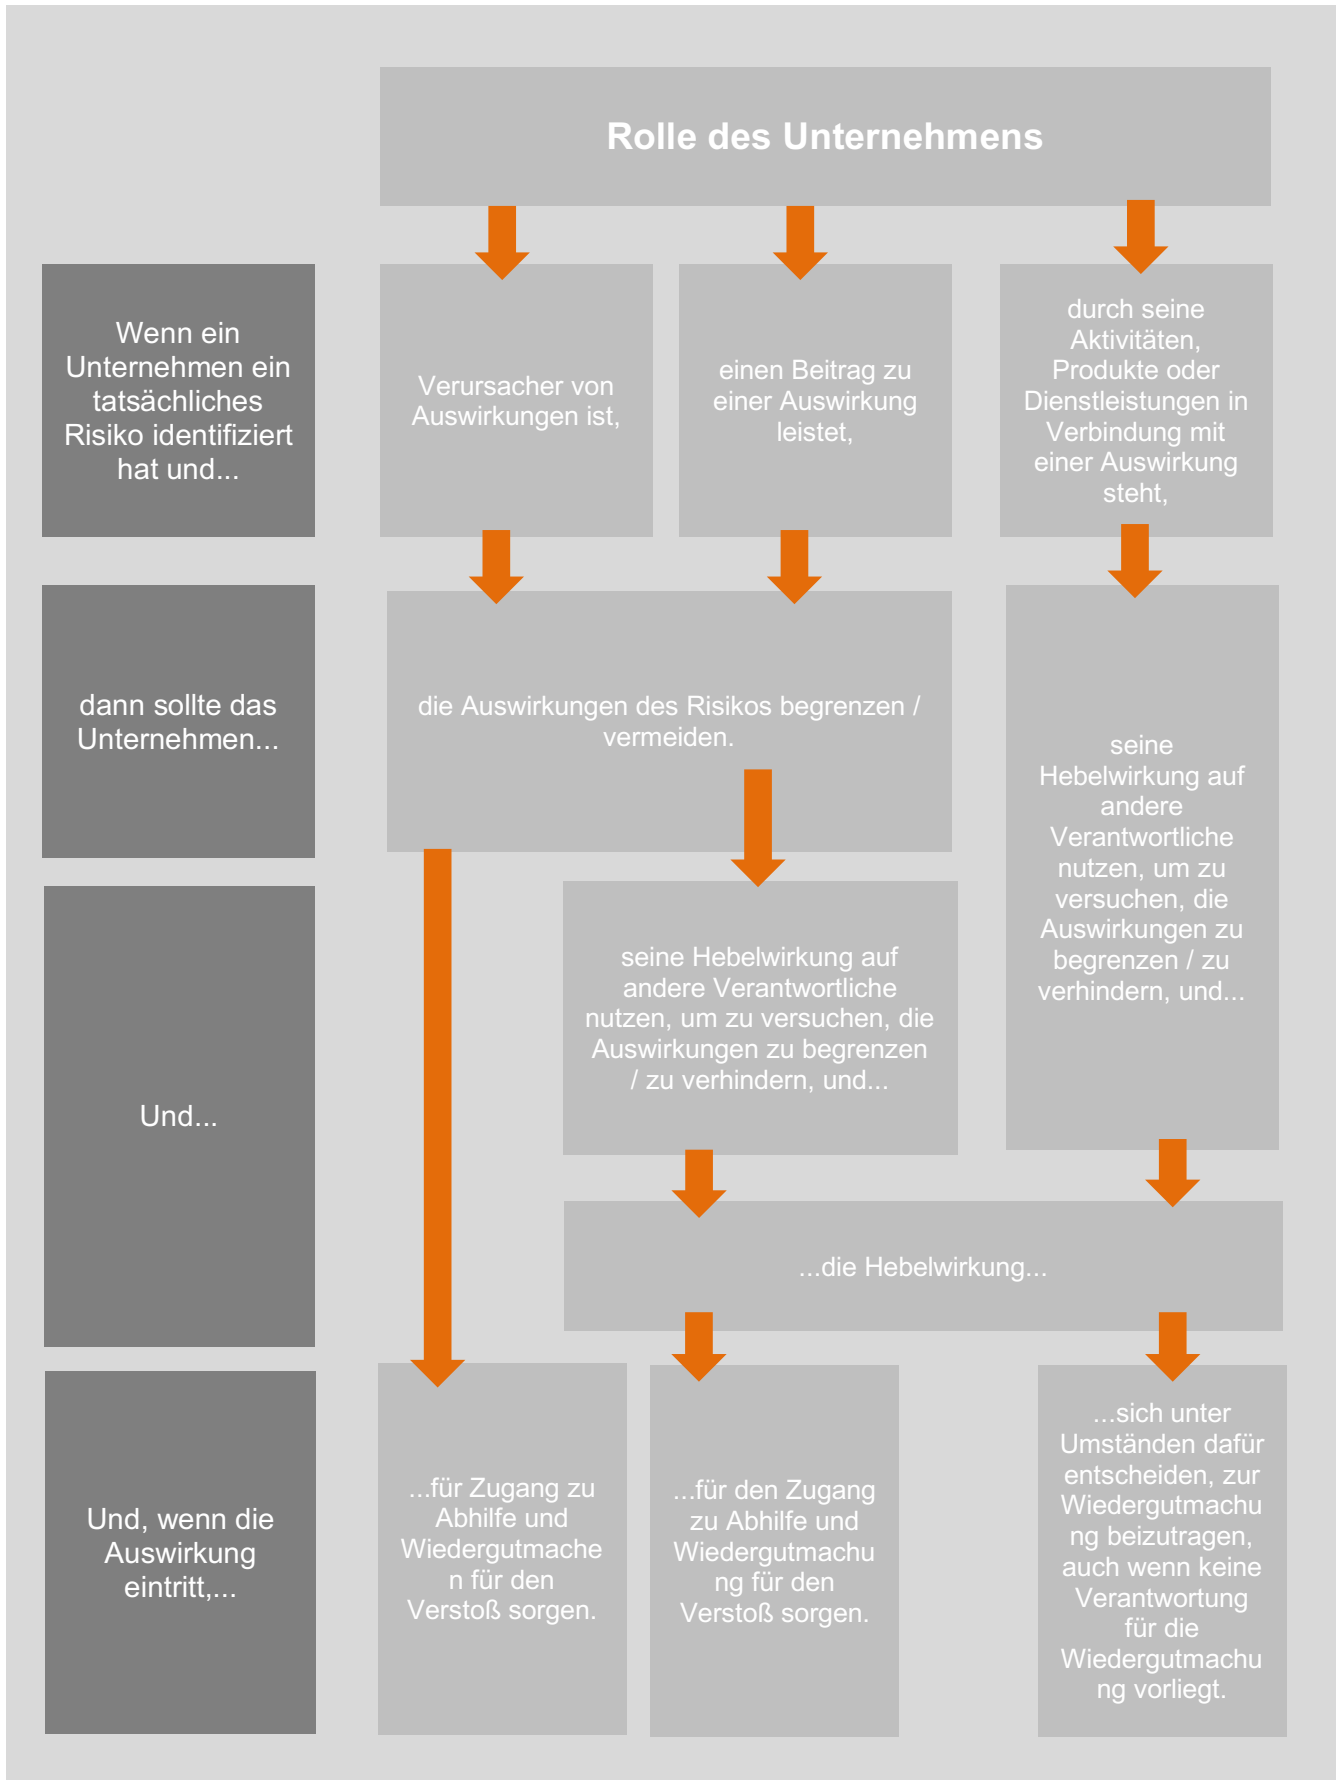 Rolle des Unternehmens
Wenn ein
Unternehmen ein
tatsächliches
Risiko identifiziert
hat und...
Verursacher von
Auswirkungen ist,
einen Beitrag zu
einer Auswirkung
leistet,
durch seine
Aktivitäten,
Produkte oder
Dienstleistungen in
Verbindung mit
einer Auswirkung
steht,
dann sollte das
Unternehmen...
die Auswirkungen des Risikos begrenzen /
vermeiden.
seine
Hebelwirkung auf
andere
Verantwortliche
nutzen, um zu
versuchen, die
Auswirkungen zu
begrenzen / zu
verhindern, und...
Und...
seine Hebelwirkung auf
andere Verantwortliche
nutzen, um zu versuchen, die
Auswirkungen zu begrenzen
/ zu verhindern, und...
...die Hebelwirkung...
Und, wenn die
Auswirkung
eintritt,...
...für Zugang zu
Abhilfe und
Wiedergutmache
n für den
Verstoß sorgen.
...für den Zugang
zu Abhilfe und
Wiedergutmachu
ng für den
Verstoß sorgen.
...sich unter
Umständen dafür
entscheiden, zur
Wiedergutmachu
ng beizutragen,
auch wenn keine
Verantwortung
für die
Wiedergutmachu
ng vorliegt.